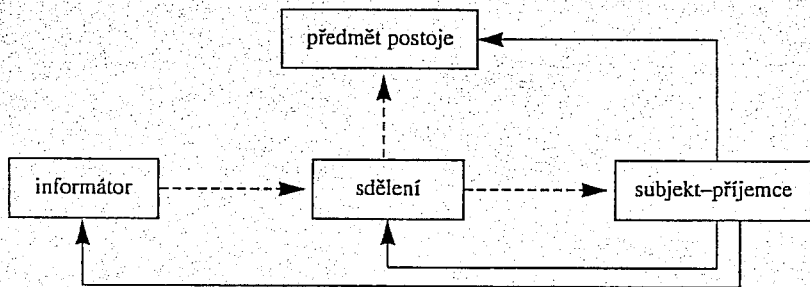 předmět postoje
informátor
sdělení
subjekt–příjemce